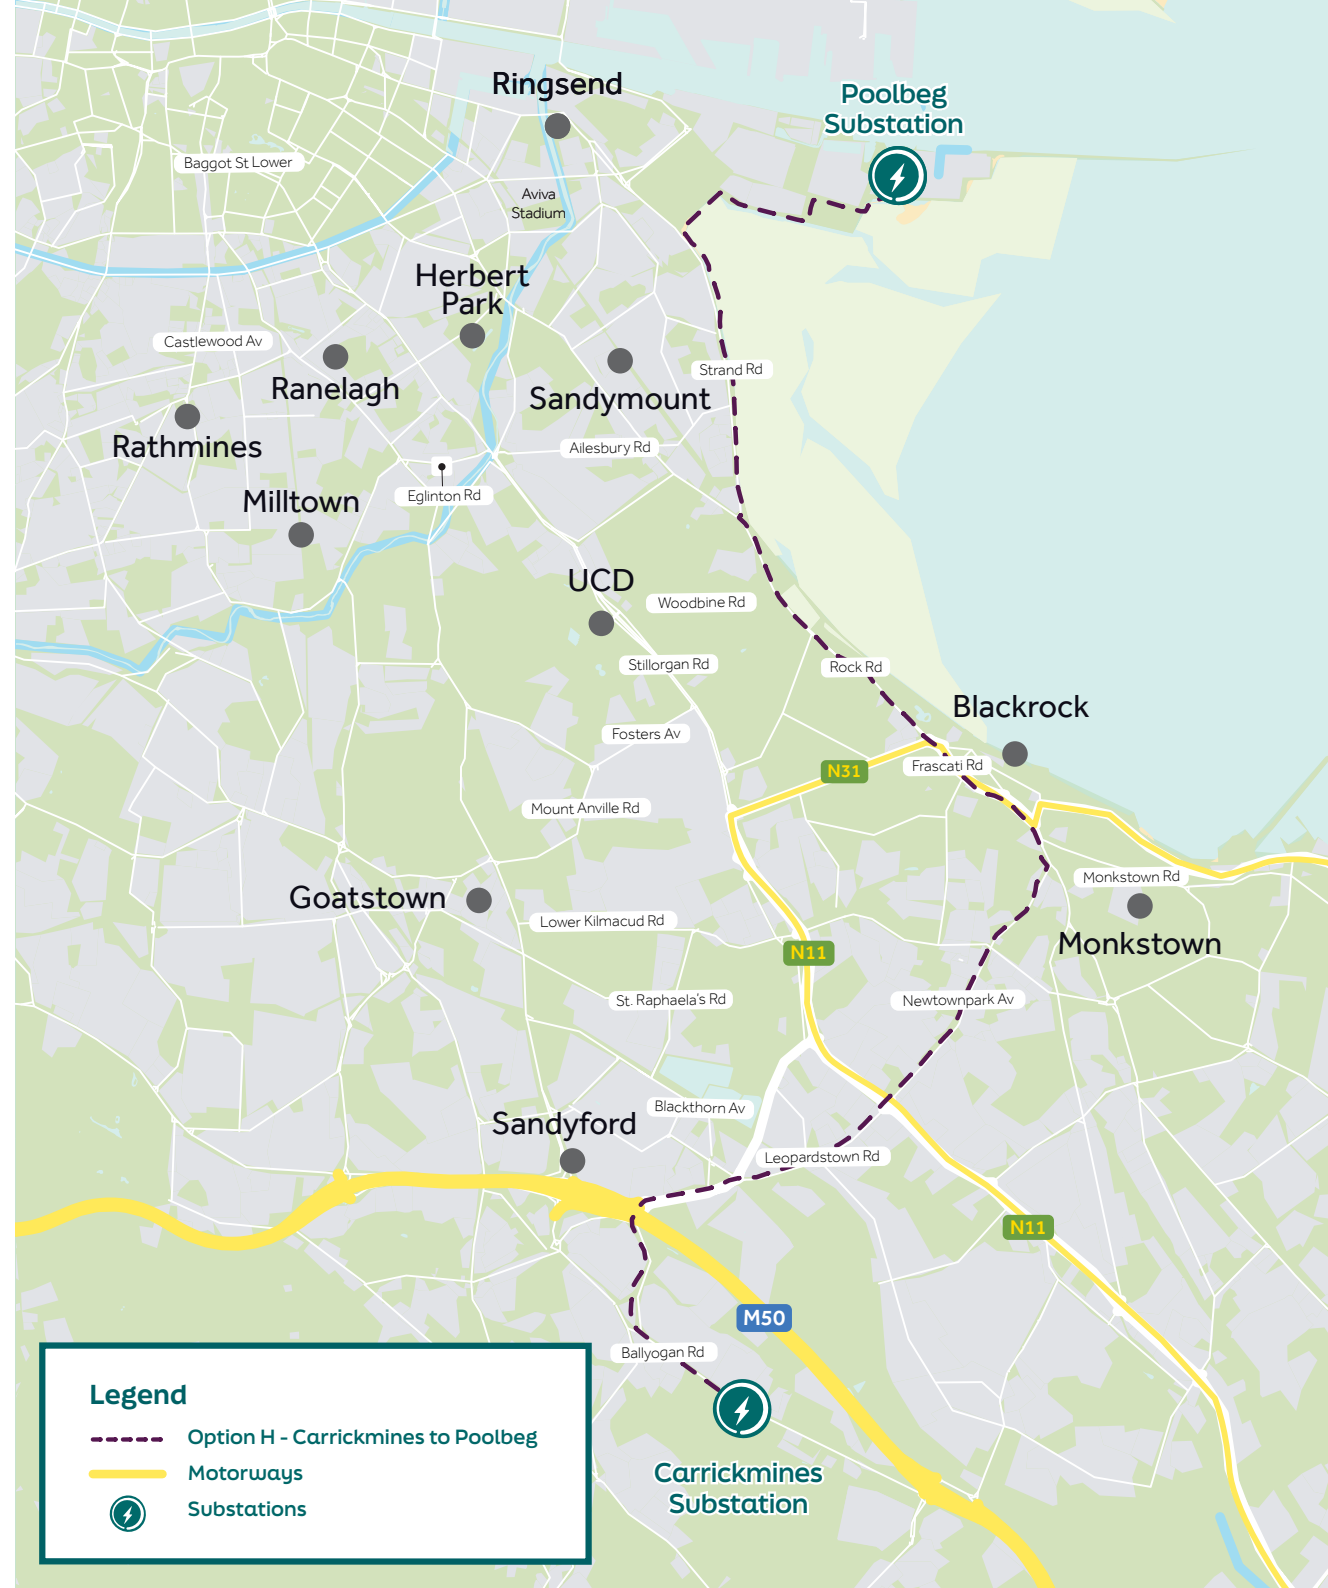 Ringsend
Poolbeg
Substation
Baggot St Lower
Aviva
Stadium
Herbert
Park
Castlewood Av
Ranelagh
Strand Rd
Sandymount
Rathmines
Ailesbury Rd
Milltown
Eglinton Rd
UCD
Woodbine Rd
Stillorgan Rd
Rock Rd
Blackrock
Fosters Av
N31
Frascati Rd
Mount Anville Rd
Monkstown Rd
Goatstown
Lower Kilmacud Rd
Monkstown
N11
St. Raphaela's Rd
Newtownpark Av
Blackthorn Av
Sandyford
Leopardstown Rd
N11
M50
Ballyogan Rd
Carrickmines
Substation
Legend
Option H - Carrickmines to Poolbeg
Motorways
Substations